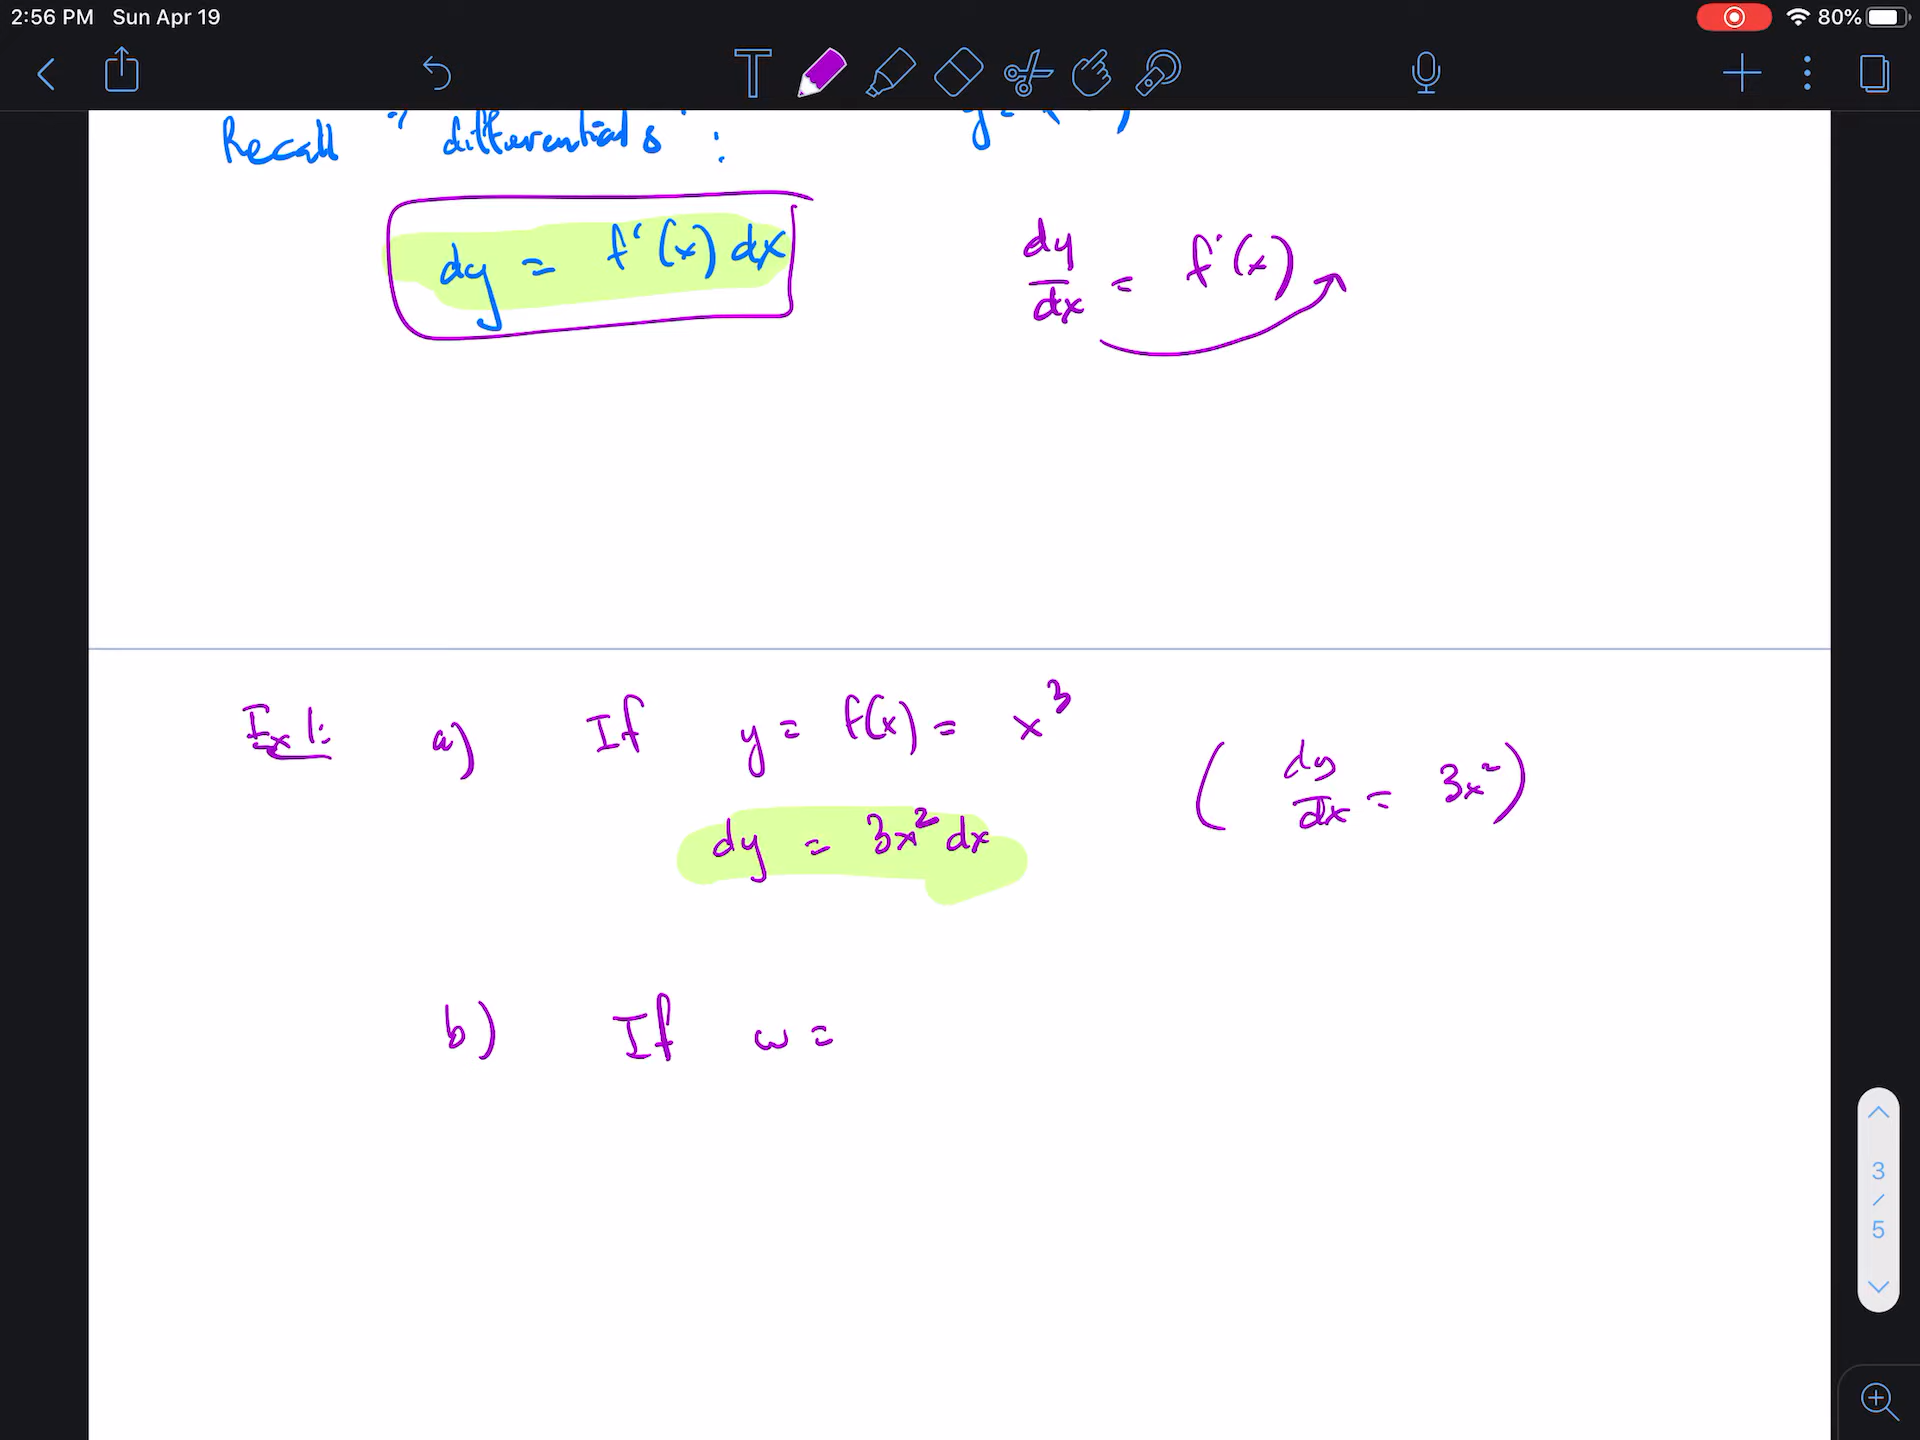 2:56 PM Sun Apr 19
80%
T
Recall "differentials":
dy = f'(x) dx
dy/dx = f'(x)
Ex 1: a) If y = f(x) = x³
(dy/dx = 3x²)
dy = 3x² dx
b) If w =
3
/
5